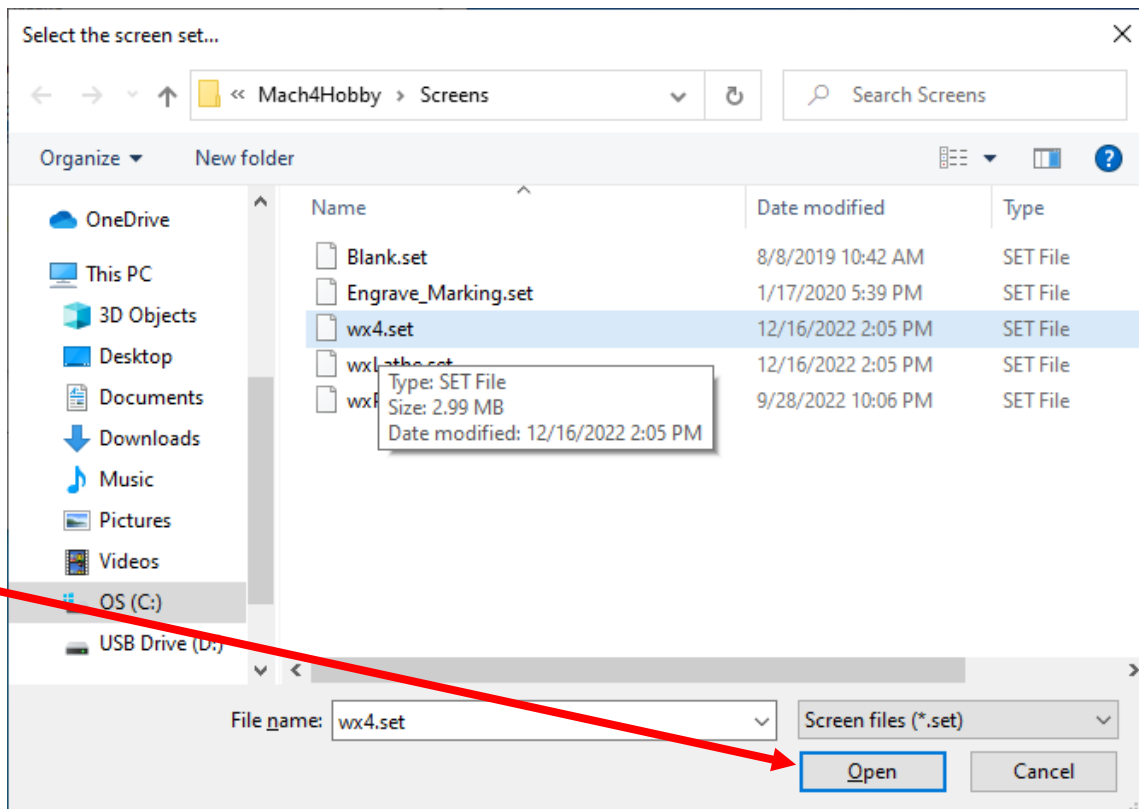 Select the screen set...
« Mach4Hobby › Screens
Search Screens
Organize
New folder
OneDrive
This PC
3D Objects
Desktop
Documents
Downloads
Music
Pictures
Videos
OS (C:)
USB Drive (D:)
Name Date modified Type
Blank.set 8/8/2019 10:42 AM SET File
Engrave_Marking.set 1/17/2020 5:39 PM SET File
wx4.set 12/16/2022 2:05 PM SET File
12/16/2022 2:05 PM SET File
9/28/2022 10:06 PM SET File
Type: SET File
Size: 2.99 MB
Date modified: 12/16/2022 2:05 PM
File name: wx4.set
Screen files (*.set)
Open
Cancel